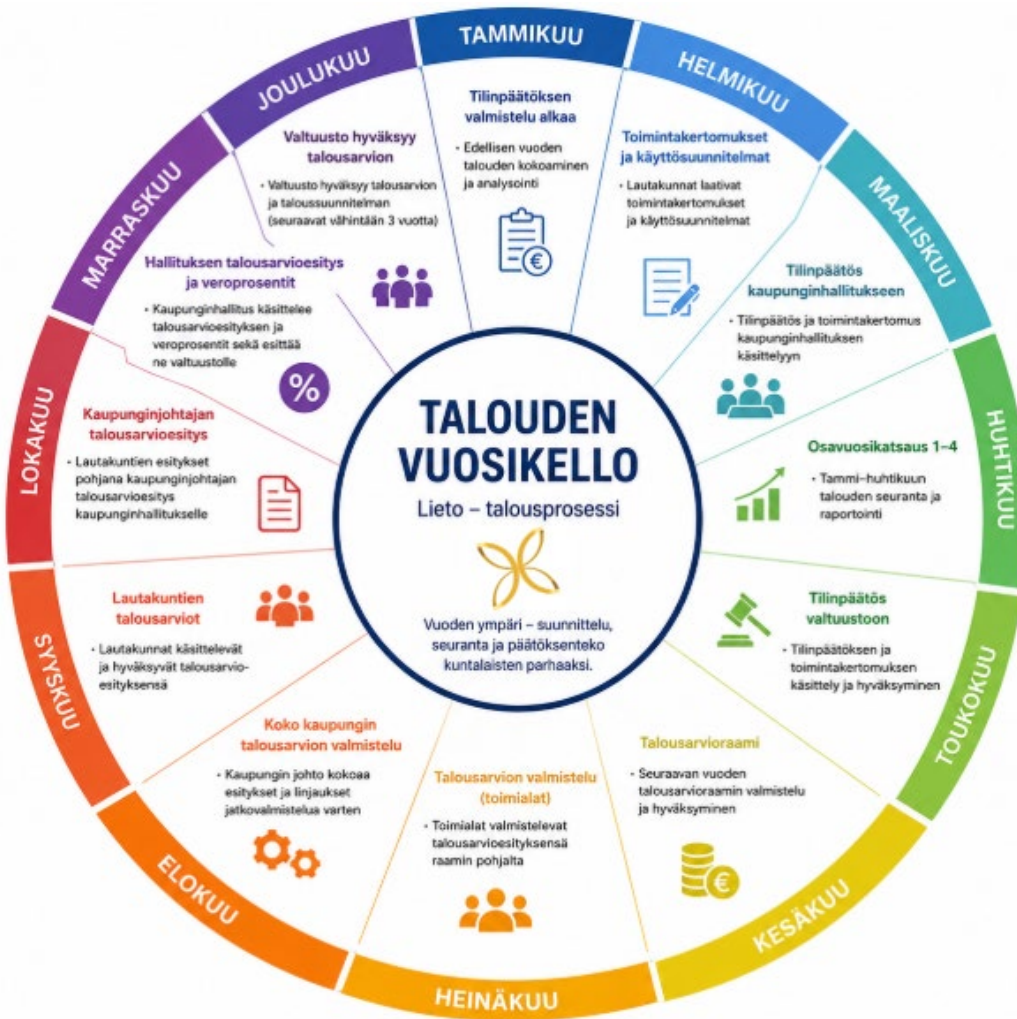 TAMMIKUU
Tilinpäätöksen
valmistelu alkaa
• Edellisen vuoden
talouden kokoaminen
ja analysointi
HELMIKUU
Toimintakertomukset
ja käyttösuunnitelmat
• Lautakunnat laativat
toimintakertomukset
ja käyttösuunnitelmat
MAALISKUU
Tilinpäätös
kaupunginhallitukseen
• Tilinpäätös ja toimintakertomus
kaupunginhallituksen
käsittelyyn
HUHTIKUU
Osavuosikatsaus 1–4
• Tammi–huhtikuun
talouden seuranta ja
raportointi
TOUKOKUU
Tilinpäätös
valtuustoon
• Tilinpäätöksen ja
toimintakertomuksen
käsittely ja hyväksyminen
KESÄKUU
Talousarvioraami
• Seuraavan vuoden
talousarvioraamin valmistelu
ja hyväksyminen
€
HEINÄKUU
Talousarvion valmistelu
(toimialat)
• Toimialat valmistelevat
talousarvioesityksensä
raamin pohjalta
ELOKUU
Koko kaupungin
talousarvion valmistelu
• Kaupungin johto kokoaa
esitykset ja linjaukset
jatkovalmistelua varten
SYYSKUU
Lautakuntien
talousarviot
• Lautakunnat käsittelevät
ja hyväksyvät talousarvio-
esityksensä
LOKAKUU
Kaupunginjohtajan
talousarvioesitys
• Lautakuntien esitykset
pohjana kaupunginjohtajan
talousarvioesitys
kaupunginhallitukselle
MARRASKUU
Hallituksen talousarvioesitys
ja veroprosentit
• Kaupunginhallitus käsittelee
talousarvioesityksen ja
veroprosentit sekä esittää
ne valtuustolle
%
JOULUKUU
Valtuusto hyväksyy
talousarvion
• Valtuusto hyväksyy talousarvion
ja taloussuunnitelman
(seuraavat vähintään 3 vuotta)
€
TALOUDEN
VUOSIKELLO
Lieto – talousprosessi
Vuoden ympäri – suunnittelu,
seuranta ja päätöksenteko
kuntalaisten parhaaksi.